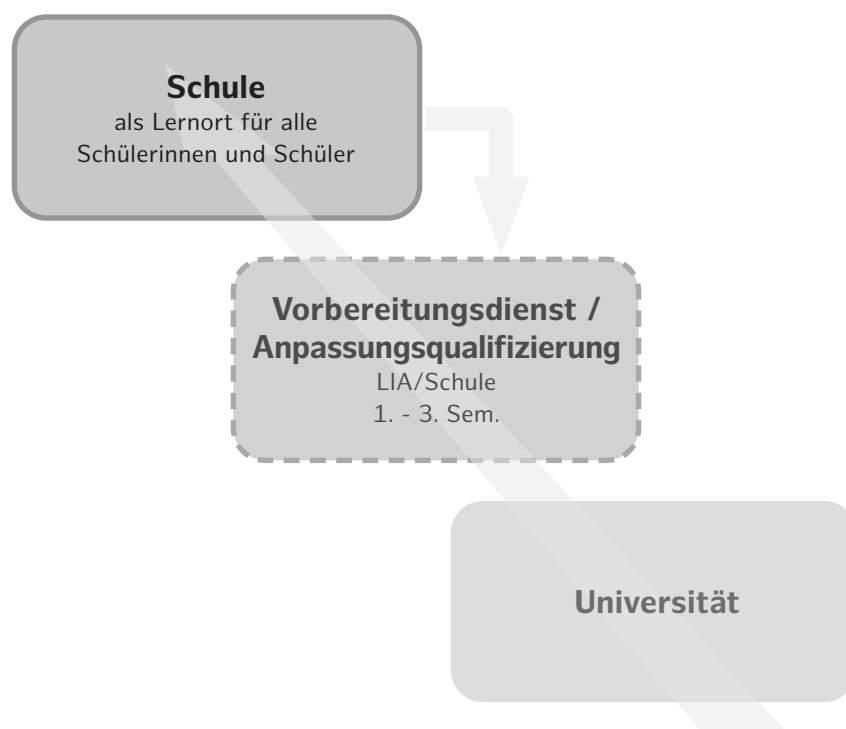 Schule
als Lernort für alle
Schülerinnen und Schüler
Vorbereitungsdienst /
Anpassungsqualifizierung
LIA/Schule
1. - 3. Sem.
Universität